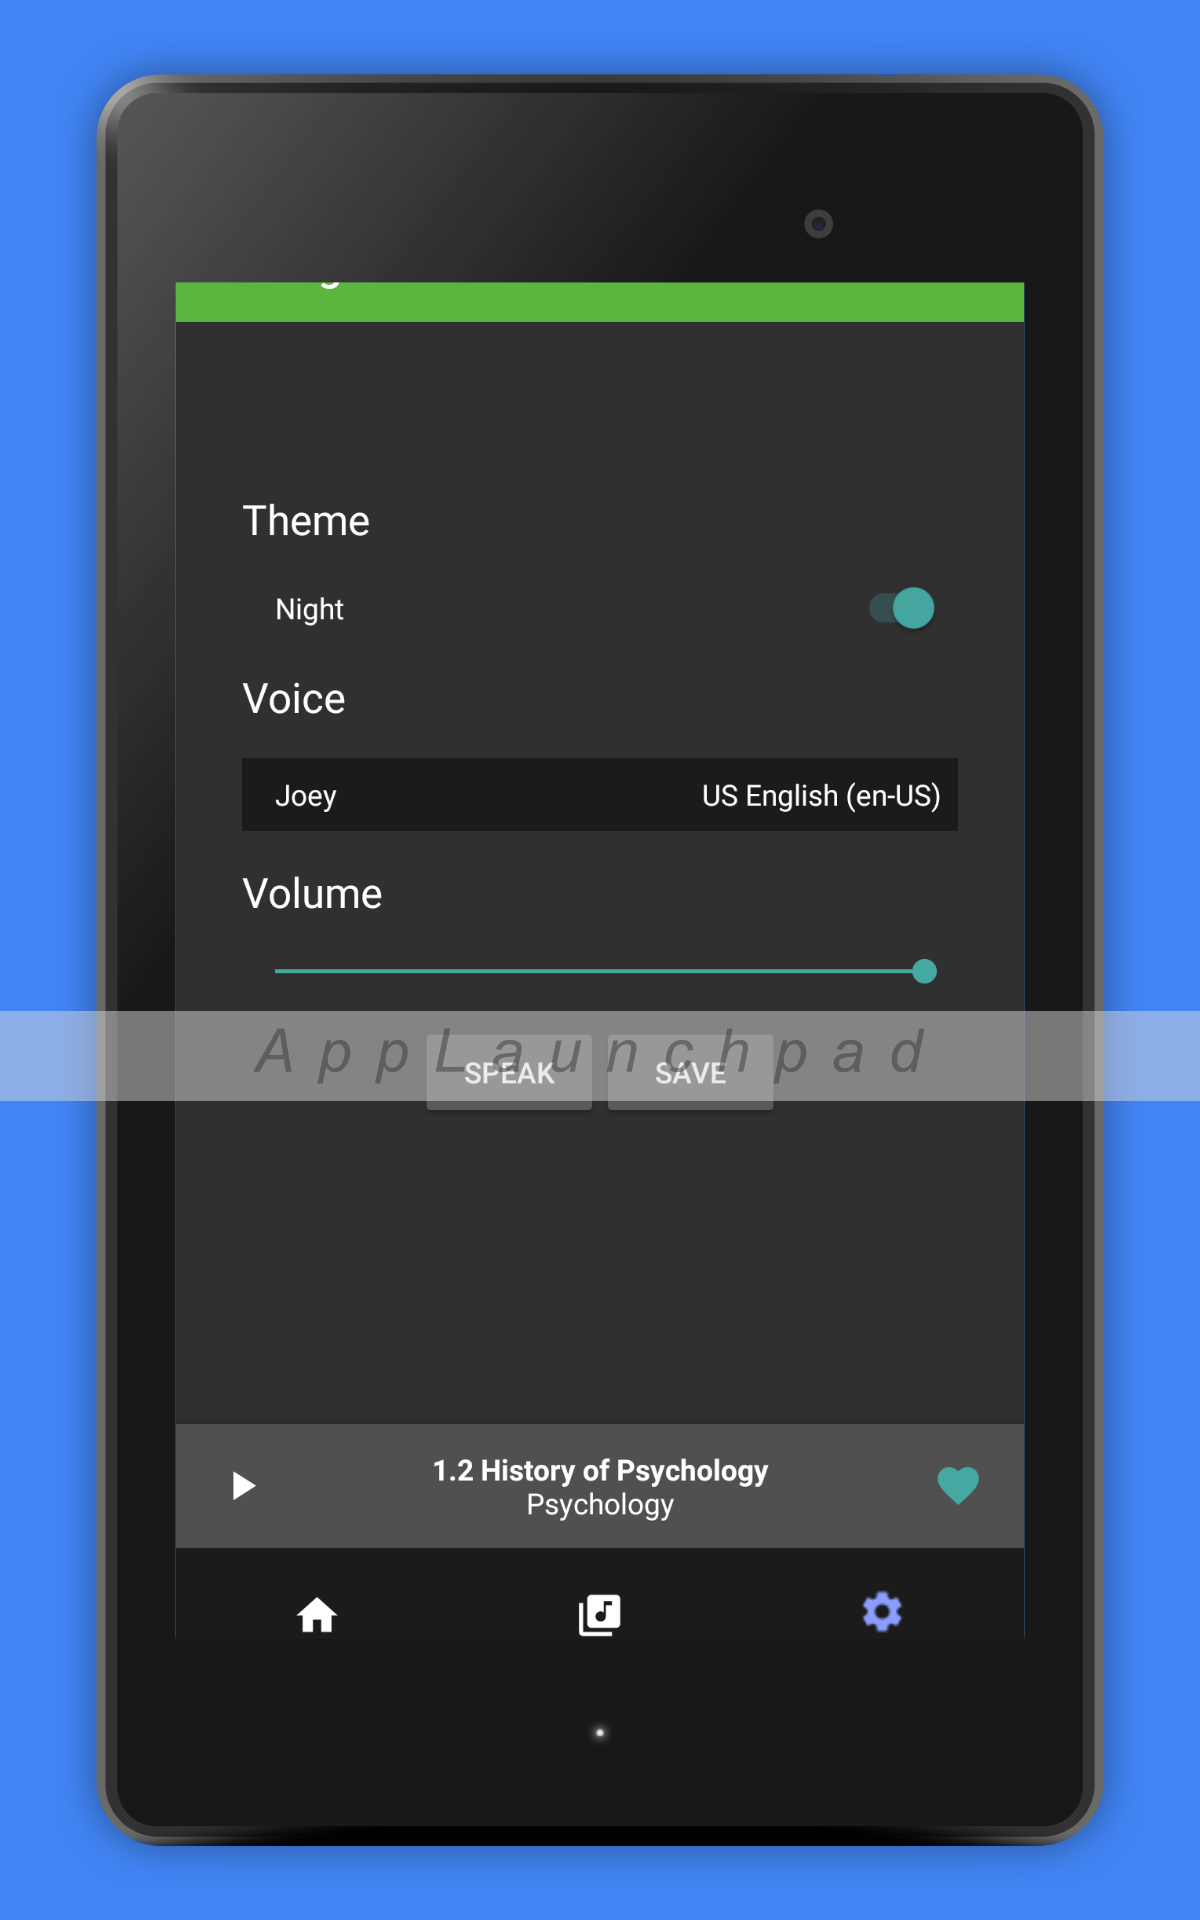 Theme
Night
Voice
Joey US English (en-US)
Volume
AppLaunchpad
SPEAK SAVE
1.2 History of Psychology
Psychology